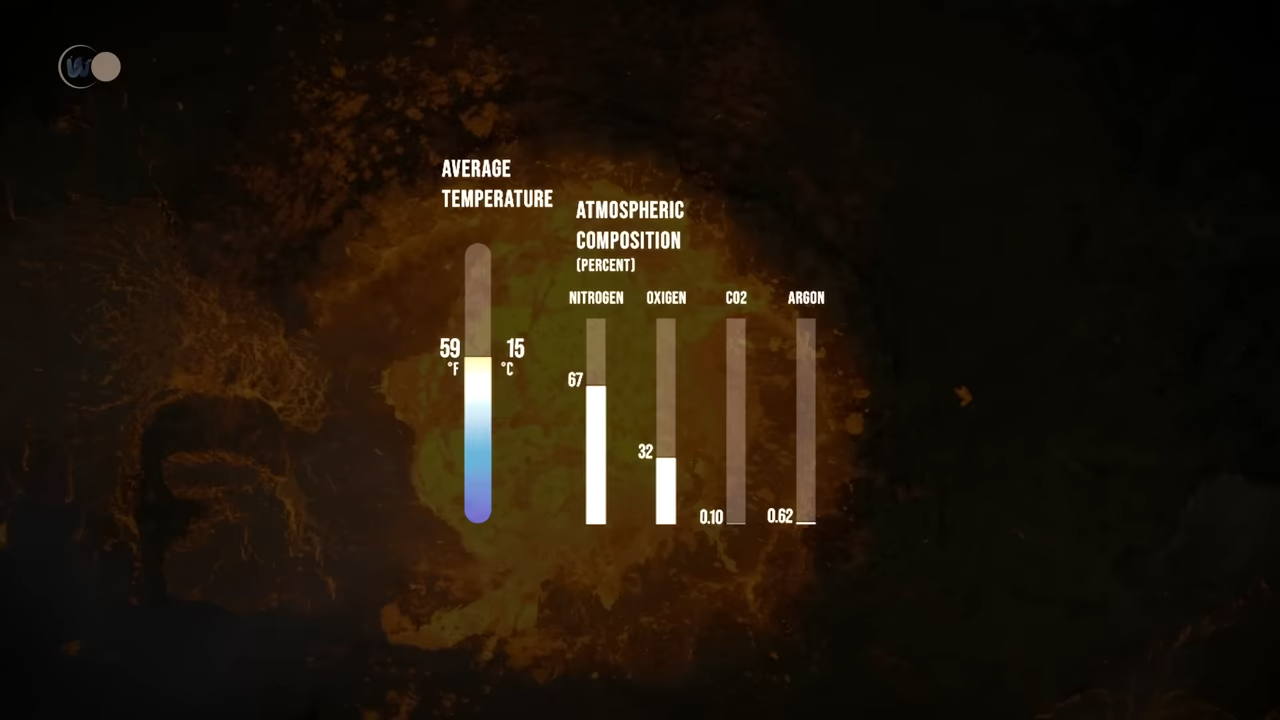 W
AVERAGE
TEMPERATURE
59
°F
15
°C
ATMOSPHERIC
COMPOSITION
(PERCENT)
NITROGEN
OXIGEN
CO2
ARGON
67
32
0.10
0.62